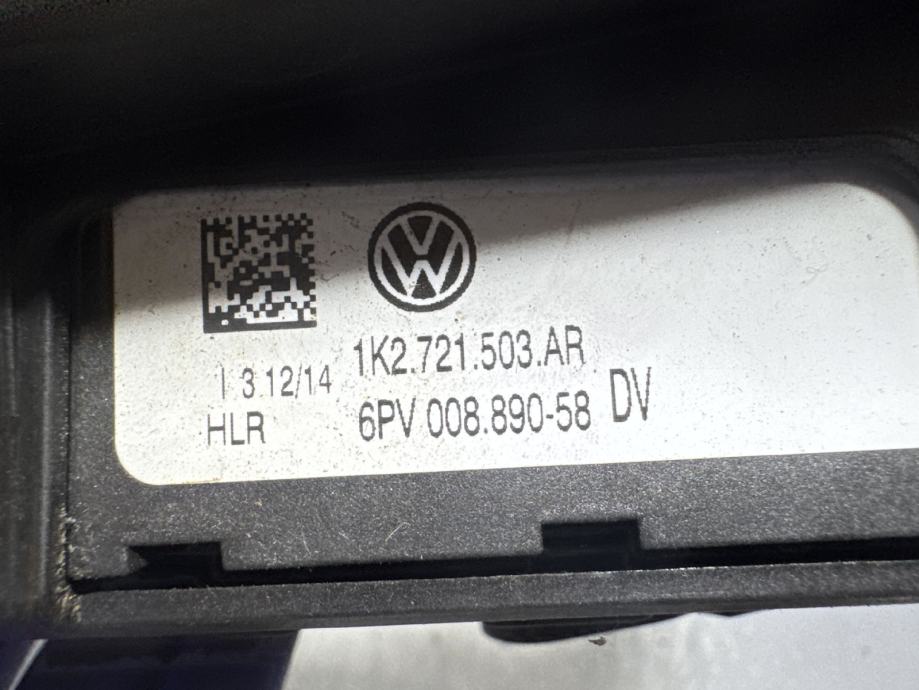 1K2.721.503.AR
I 3.12/14
6PV 008.890-58 DV
HLR